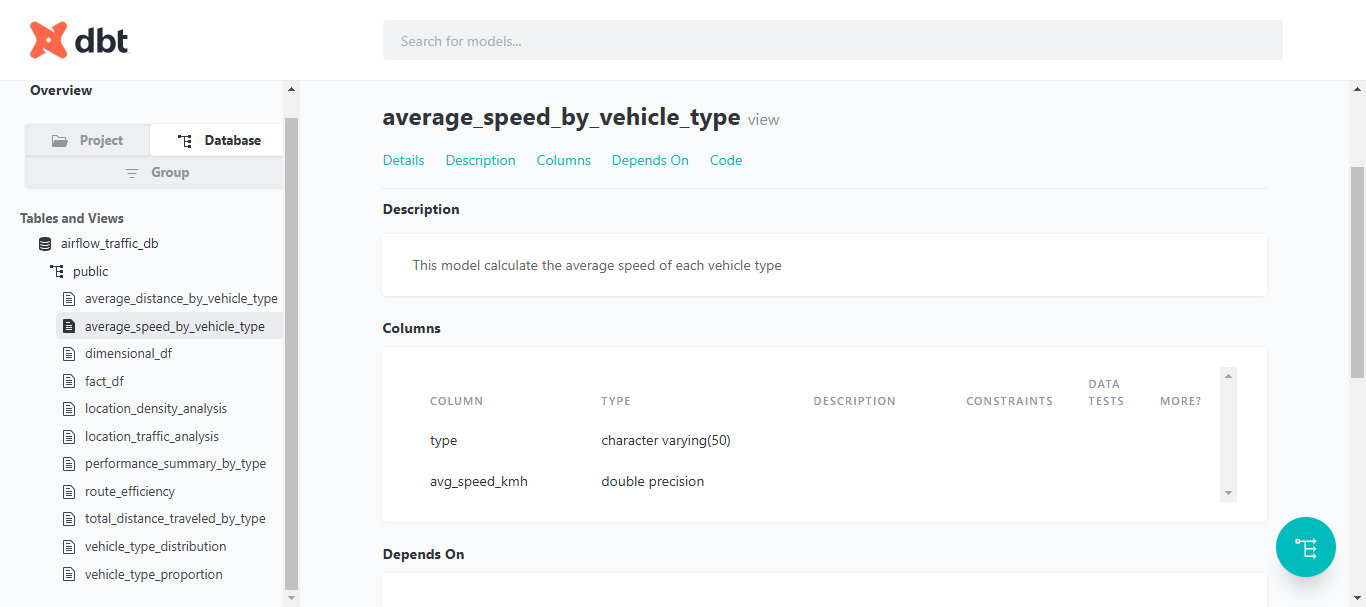 dbt
Search for models...
Overview
Project
Database
Group
Tables and Views
airflow_traffic_db
public
average_distance_by_vehicle_type
average_speed_by_vehicle_type
dimensional_df
fact_df
location_density_analysis
location_traffic_analysis
performance_summary_by_type
route_efficiency
total_distance_traveled_by_type
vehicle_type_distribution
vehicle_type_proportion
average_speed_by_vehicle_type view
Details Description Columns Depends On Code
Description
This model calculate the average speed of each vehicle type
Columns
COLUMN TYPE DESCRIPTION CONSTRAINTS DATA TESTS MORE?
type character varying(50)
avg_speed_kmh double precision
Depends On